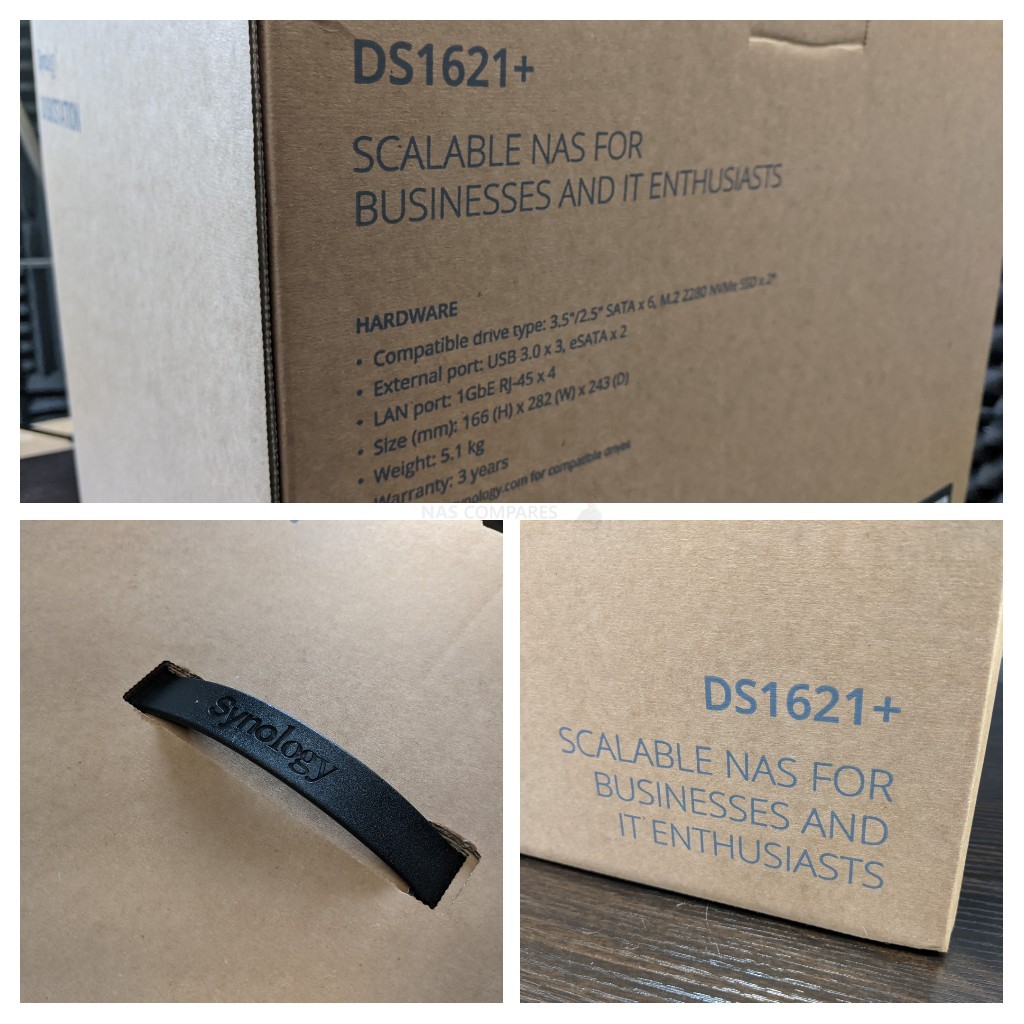 DS1621+
SCALABLE NAS FOR
BUSINESSES AND IT ENTHUSIASTS
HARDWARE
• Compatible drive type: 3.5"/2.5" SATA x 6, M.2 2280 NVMe SSD x 2*
• External port: USB 3.0 x 3, eSATA x 2
• LAN port: 1GbE RJ-45 x 4
• Size (mm): 166 (H) x 282 (W) x 243 (D)
• Weight: 5.1 kg
• Warranty: 3 years
for compatible drives
NAS COMPARES
Synology
DS1621+
SCALABLE NAS FOR
BUSINESSES AND
IT ENTHUSIASTS